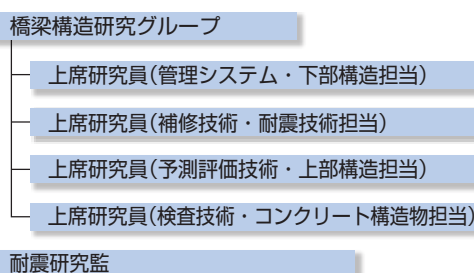 橋梁構造研究グループ
上席研究員(管理システム・下部構造担当)
上席研究員(補修技術・耐震技術担当)
上席研究員(予測評価技術・上部構造担当)
上席研究員(検査技術・コンクリート構造物担当)
耐震研究監